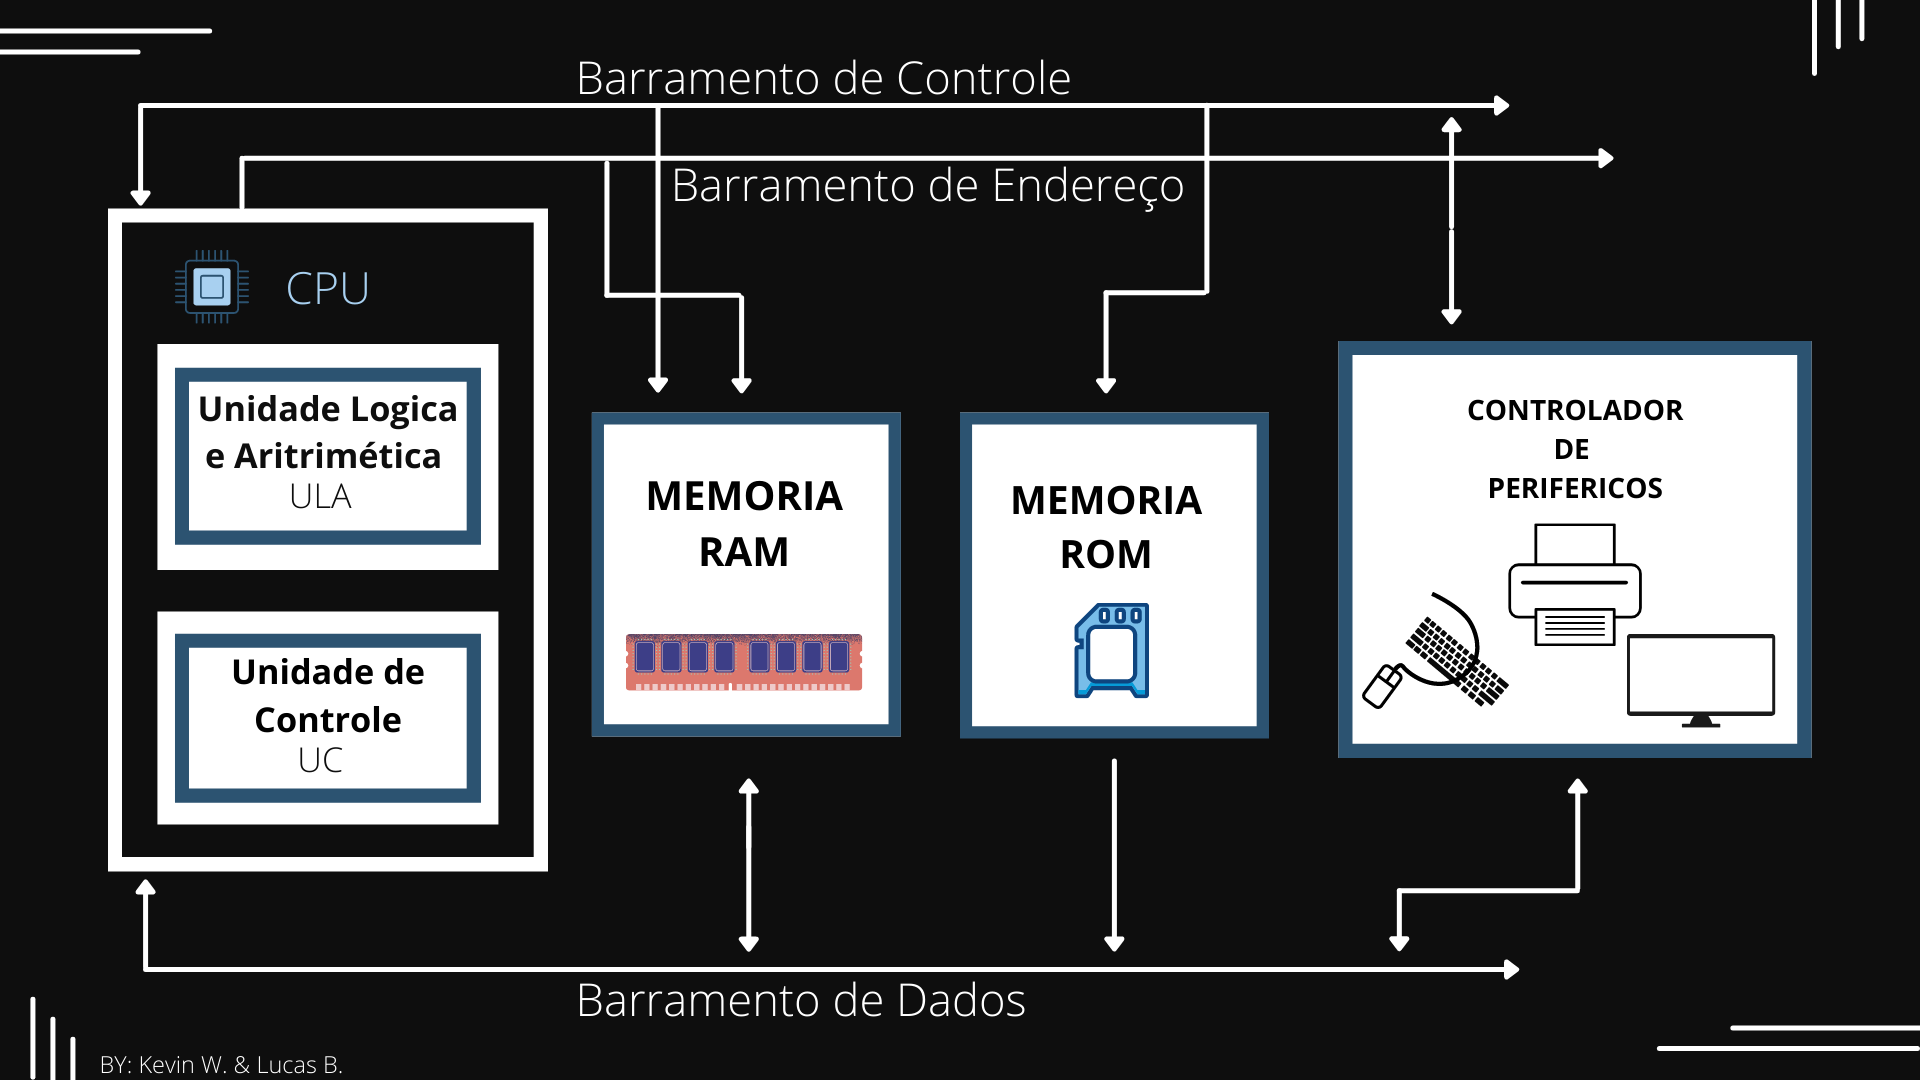 Barramento de Controle
Barramento de Endereço
CPU
Unidade Logica
e Aritrimética
ULA
Unidade de
Controle
UC
MEMORIA
RAM
MEMORIA
ROM
CONTROLADOR
DE
PERIFERICOS
Barramento de Dados
BY: Kevin W. & Lucas B.